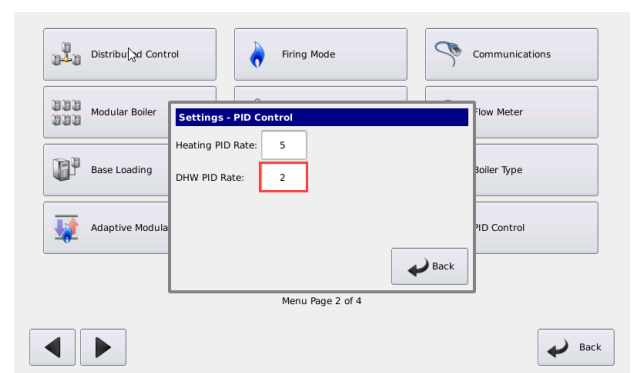 Distributed Control
Firing Mode
Communications
Modular Boiler
Flow Meter
Settings - PID Control
Heating PID Rate: 5
DHW PID Rate: 2
Base Loading
Boiler Type
Adaptive Modula
PID Control
Back
Menu Page 2 of 4
Back